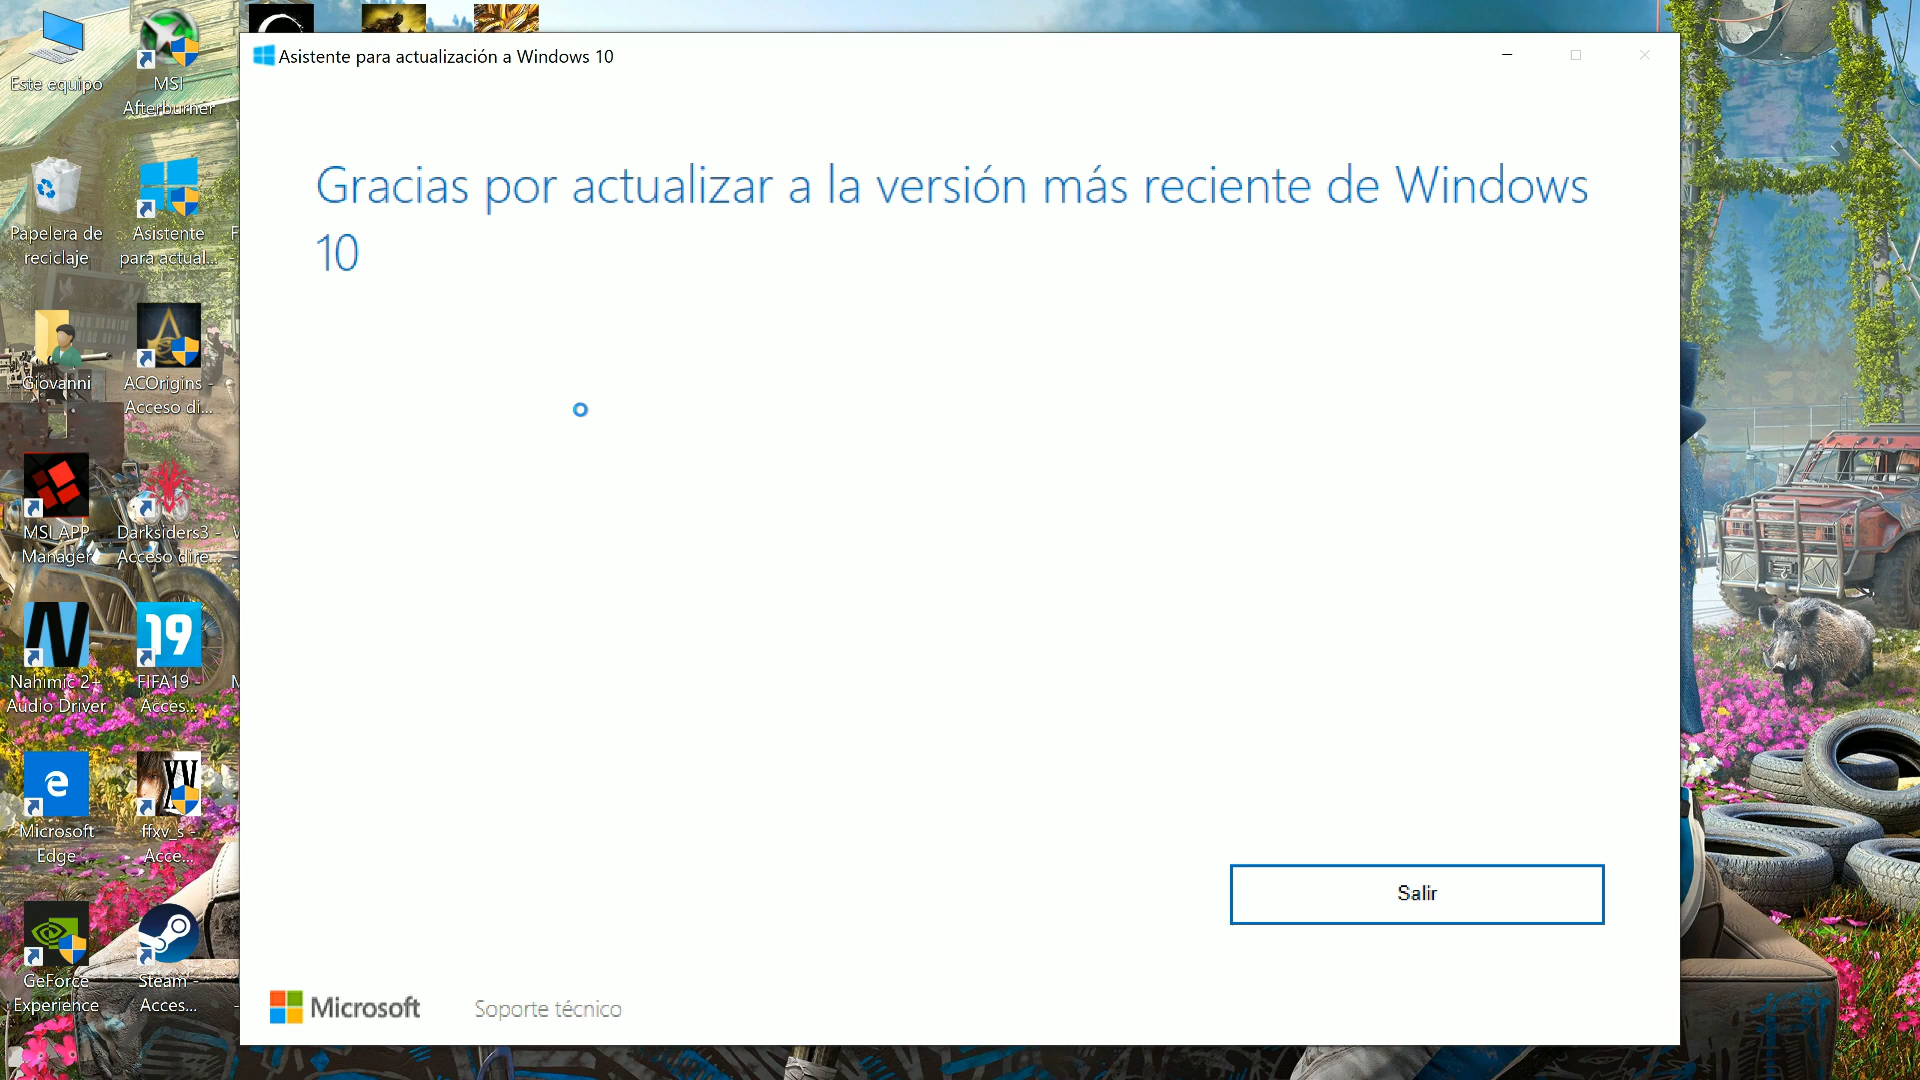 Asistente para actualización a Windows 10
Gracias por actualizar a la versión más reciente de Windows
10
Salir
Microsoft
Soporte técnico
Este equipo
MSI
Afterburner
Papelera de
reciclaje
Asistente
para actual...
Giovanni
ACOrigins -
Acceso di...
MSI APP
Manager
Darksiders3 -
Acceso dire...
Nahimic 2+
Audio Driver
19
FIFA19 -
Acces...
Microsoft
Edge
XV
ffxv_s -
Acce...
GeForce
Experience
Steam -
Acces...